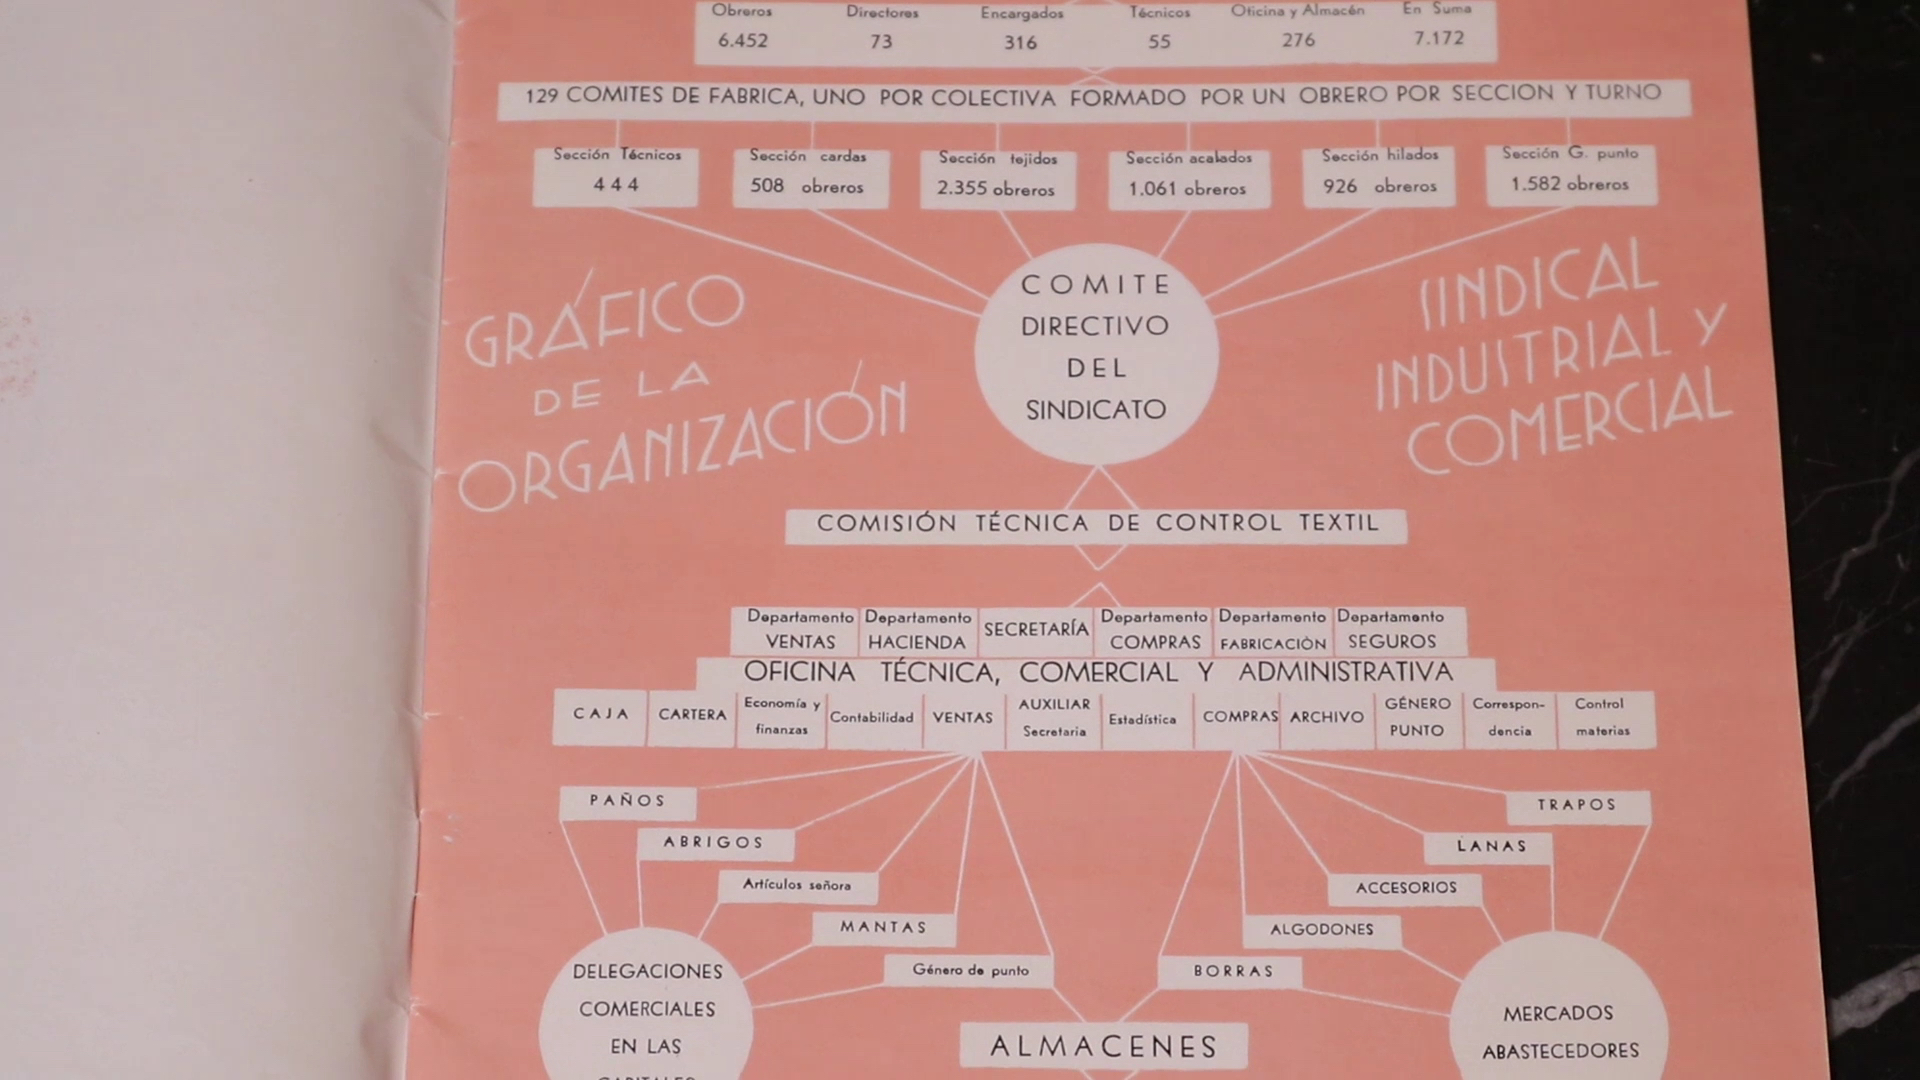 Obreros Directores Encargados Técnicos Oficina y Almacén En Suma
6.452 73 316 55 276 7.172
129 COMITES DE FABRICA, UNO POR COLECTIVA FORMADO POR UN OBRERO POR SECCION Y TURNO
Sección Técnicos
444
Sección cardas
508 obreros
Sección tejidos
2.355 obreros
Sección acabados
1.061 obreros
Sección hilados
926 obreros
Sección G. punto
1.582 obreros
GRÁFICO
DE LA
ORGANIZACIÓN
COMITE
DIRECTIVO
DEL
SINDICATO
SINDICAL
INDUSTRIAL Y
COMERCIAL
COMISIÓN TÉCNICA DE CONTROL TEXTIL
Departamento
VENTAS
Departamento
HACIENDA
SECRETARÍA
Departamento
COMPRAS
Departamento
FABRICACIÓN
Departamento
SEGUROS
OFICINA TÉCNICA, COMERCIAL Y ADMINISTRATIVA
CAJA
CARTERA
Economía y
finanzas
Contabilidad
VENTAS
AUXILIAR
Secretaria
Estadística
COMPRAS
ARCHIVO
GÉNERO
PUNTO
Correspon-
dencia
Control
materias
PAÑOS
ABRIGOS
Artículos señora
MANTAS
Género de punto
TRAPOS
LANAS
ACCESORIOS
ALGODONES
BORRAS
DELEGACIONES
COMERCIALES
EN LAS
CAPITALES
ALMACENES
MERCADOS
ABASTECEDORES